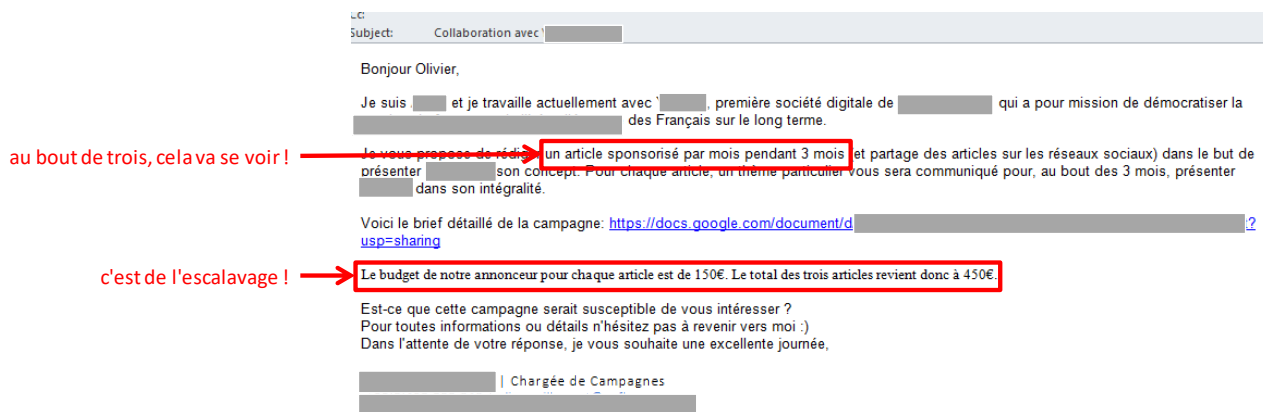 Subject: Collaboration avec
Bonjour Olivier,
Je suis et je travaille actuellement avec , première société digitale de qui a pour mission de démocratiser la
des Français sur le long terme.
au bout de trois, cela va se voir !
Je vous propose de rédiger un article sponsorisé par mois pendant 3 mois (et partage des articles sur les réseaux sociaux) dans le but de
présenter son concept. Pour chaque article, un thème particulier vous sera communiqué pour, au bout des 3 mois, présenter
dans son intégralité.
Voici le brief détaillé de la campagne: https://docs.google.com/document/d ?
usp=sharing
c'est de l'escalavage !
Le budget de notre annonceur pour chaque article est de 150€. Le total des trois articles revient donc à 450€.
Est-ce que cette campagne serait susceptible de vous intéresser ?
Pour toutes informations ou détails n'hésitez pas à revenir vers moi :)
Dans l'attente de votre réponse, je vous souhaite une excellente journée,
| Chargée de Campagnes